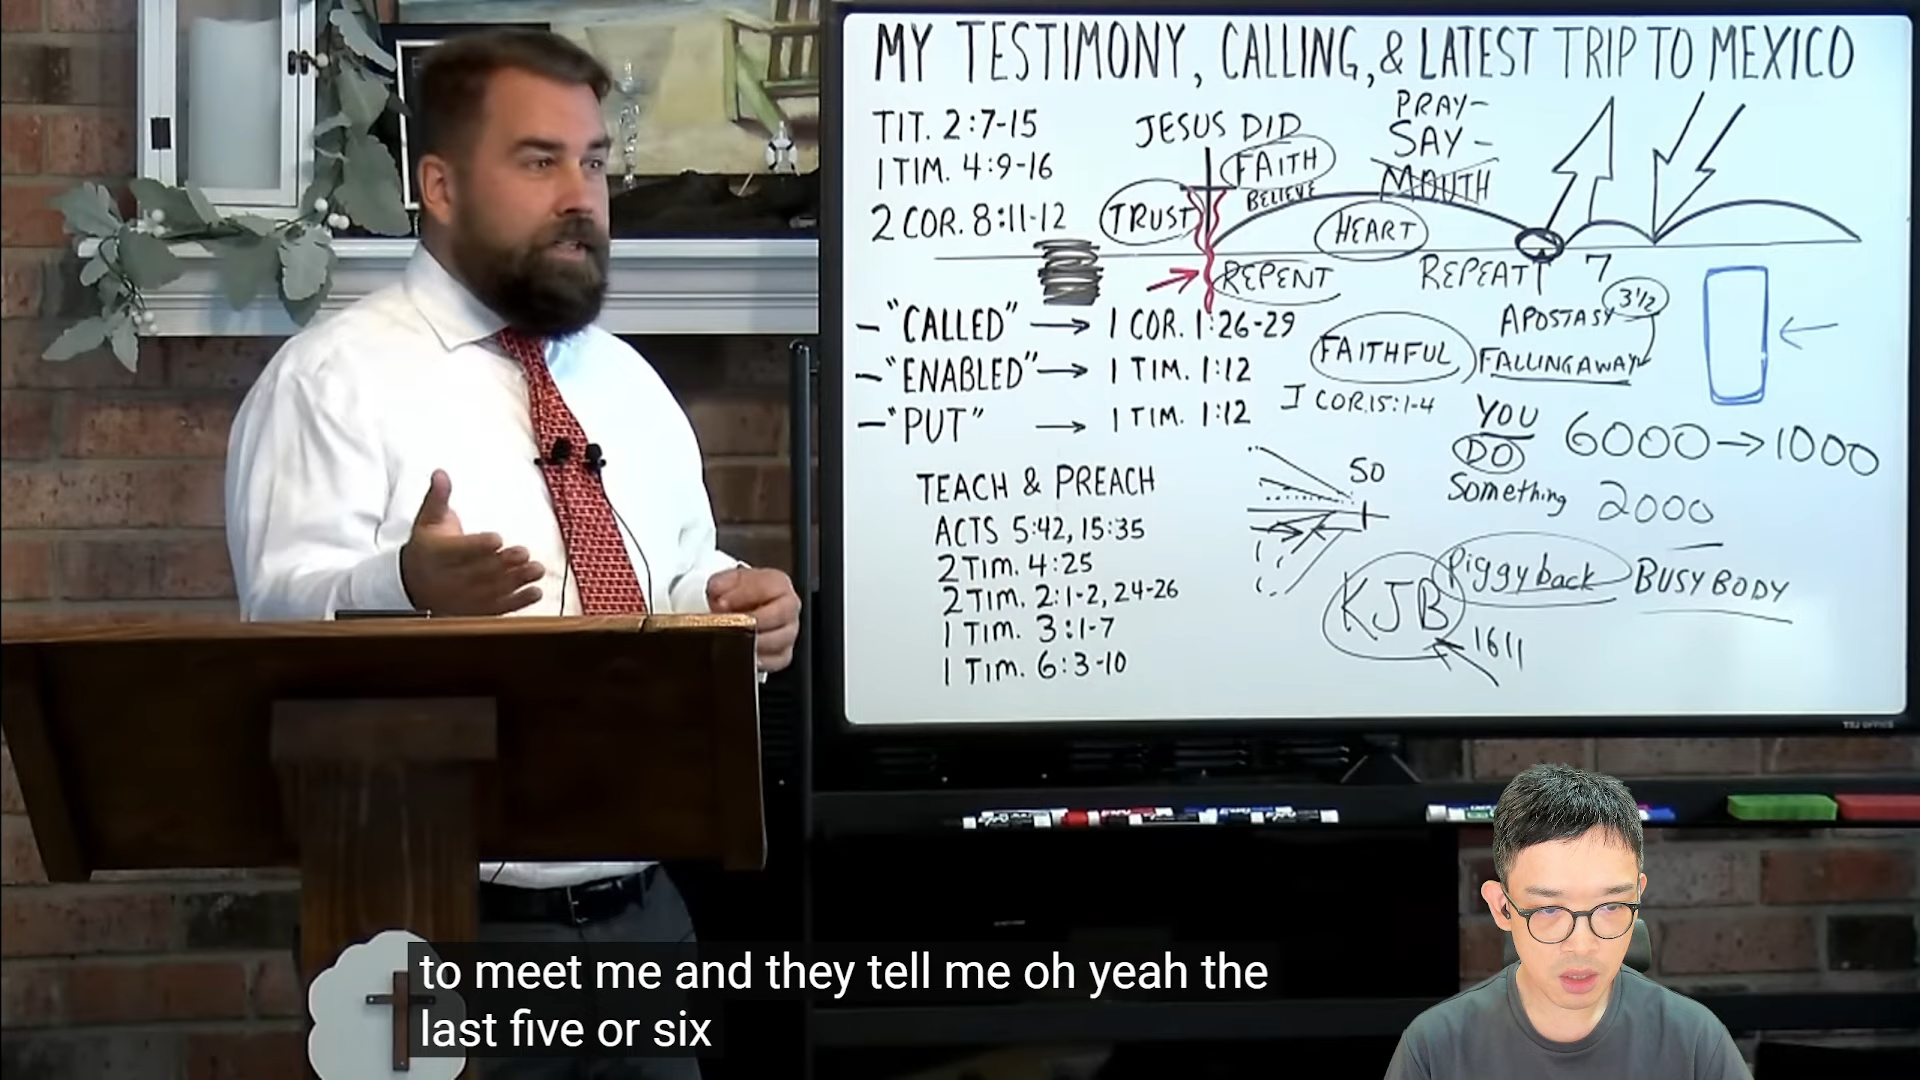 MY TESTIMONY, CALLING, & LATEST TRIP TO MEXICO
TIT. 2:7-15
1 TIM. 4:9-16
2 COR. 8:11-12
JESUS DID
FAITH
BELIEVE
TRUST
HEART
REPENT
PRAY-
SAY -
MOUTH
REPEAT
7
3 1/2
APOSTASY
FALLING AWAY
- "CALLED" → 1 COR. 1:26-29
- "ENABLED" → 1 TIM. 1:12
- "PUT" → 1 TIM. 1:12
FAITHFUL
I COR.15:1-4
YOU
DO
Something
6000 → 1000
2000
50
TEACH & PREACH
ACTS 5:42, 15:35
2 TIM. 4:25
2 TIM. 2:1-2, 24-26
1 TIM. 3:1-7
1 TIM. 6:3-10
KJB
Piggyback
BUSYBODY
1611
to meet me and they tell me oh yeah the
last five or six